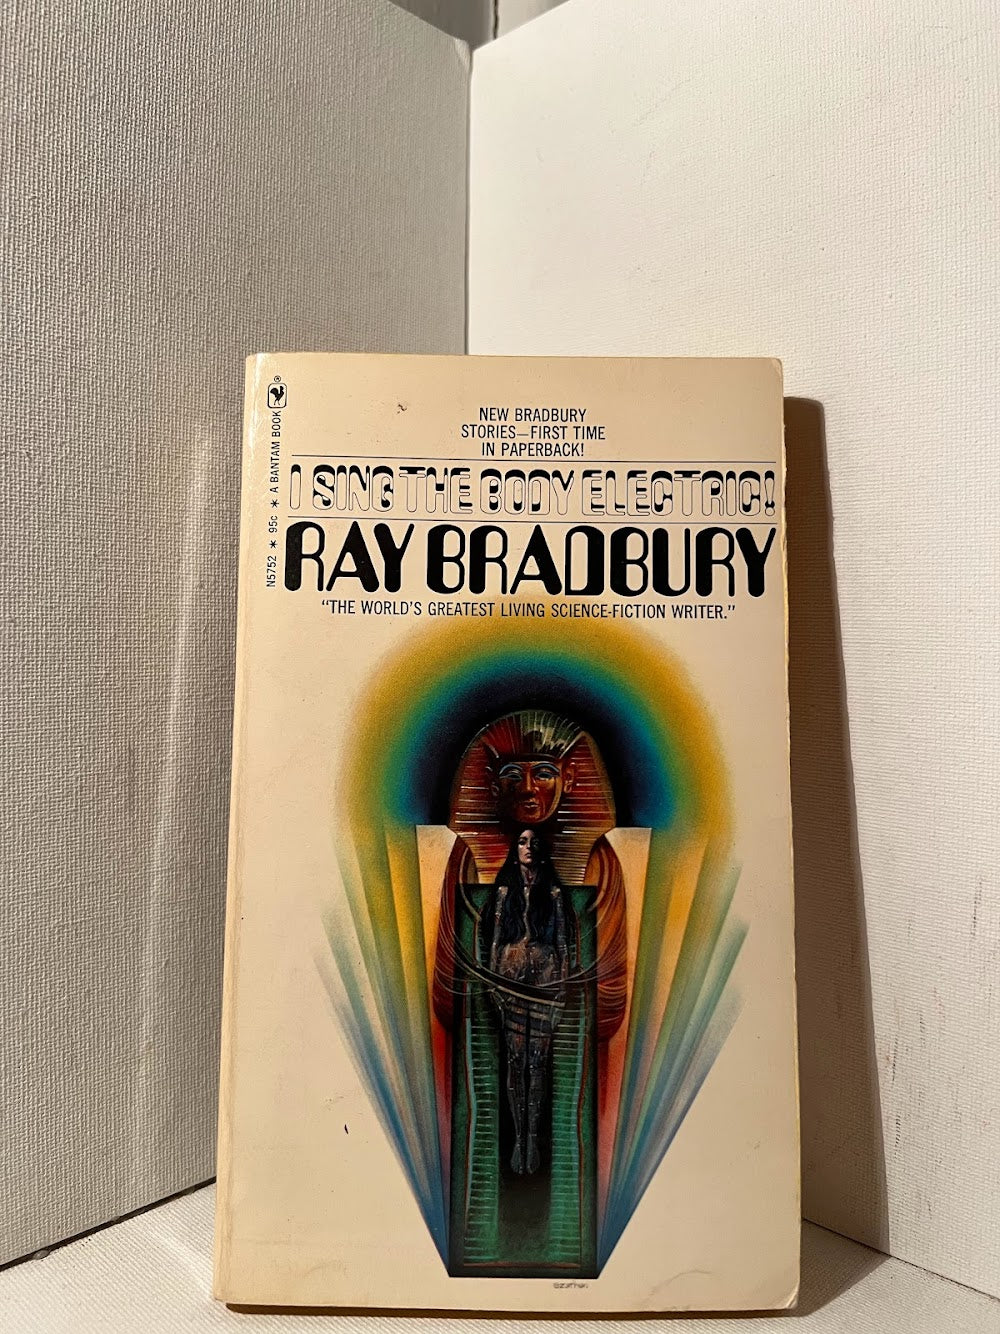 NEW BRADBURY
STORIES—FIRST TIME
IN PAPERBACK!
I SING THE BODY ELECTRIC!
RAY BRADBURY
"THE WORLD'S GREATEST LIVING SCIENCE-FICTION WRITER."
N5752 * 95c * A BANTAM BOOK ®